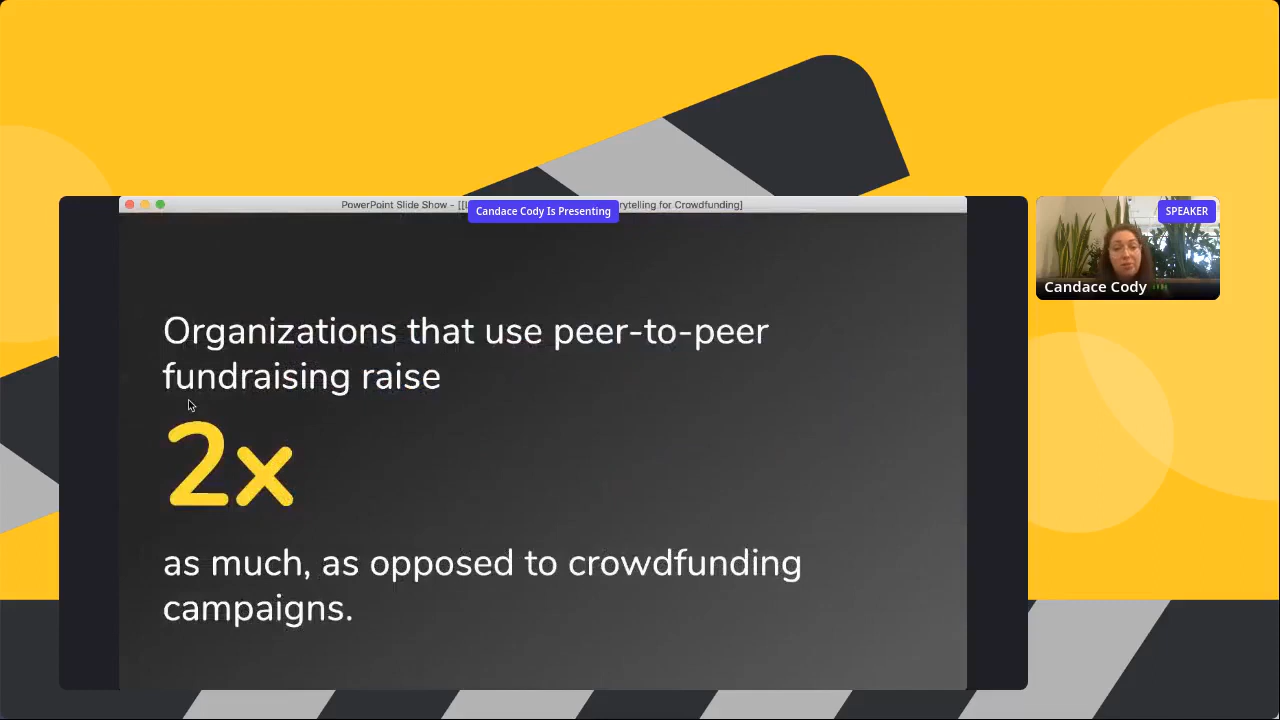 PowerPoint Slide Show - [[L
Candace Cody Is Presenting
rytelling for Crowdfunding]
SPEAKER
Candace Cody
Organizations that use peer-to-peer
fundraising raise
2x
as much, as opposed to crowdfunding
campaigns.